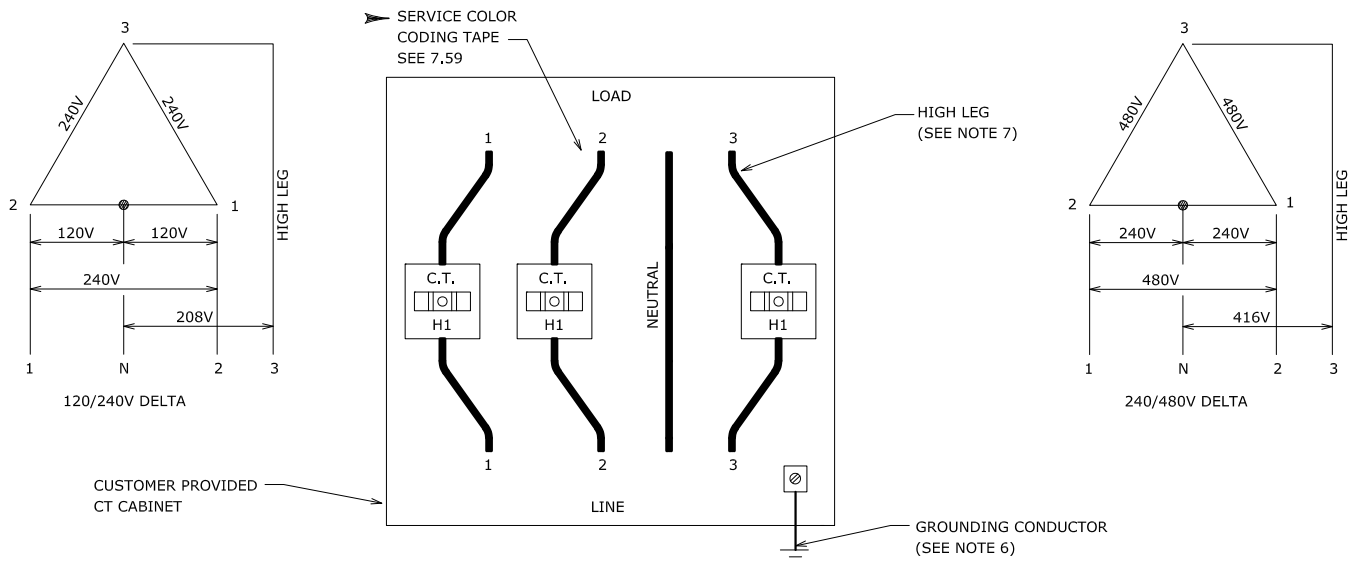 3
240V
240V
2
1
120V
120V
240V
208V
HIGH LEG
1
N
2
3
120/240V DELTA
SERVICE COLOR
CODING TAPE
SEE 7.59
LOAD
1
2
3
HIGH LEG
(SEE NOTE 7)
C.T.
H1
C.T.
H1
NEUTRAL
C.T.
H1
1
2
3
LINE
CUSTOMER PROVIDED
CT CABINET
GROUNDING CONDUCTOR
(SEE NOTE 6)
3
480V
480V
2
1
240V
240V
480V
416V
HIGH LEG
1
N
2
3
240/480V DELTA